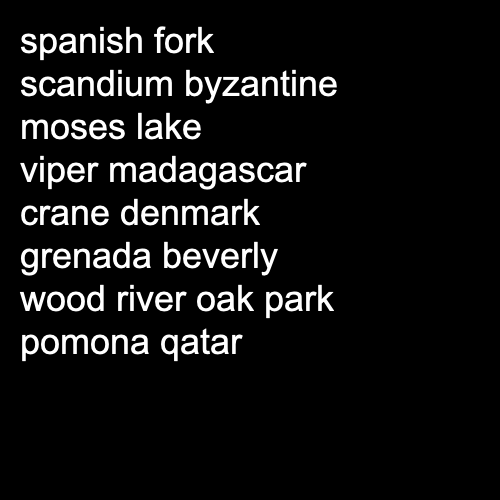 spanish fork
scandium byzantine
moses lake
viper madagascar
crane denmark
grenada beverly
wood river oak park
pomona qatar